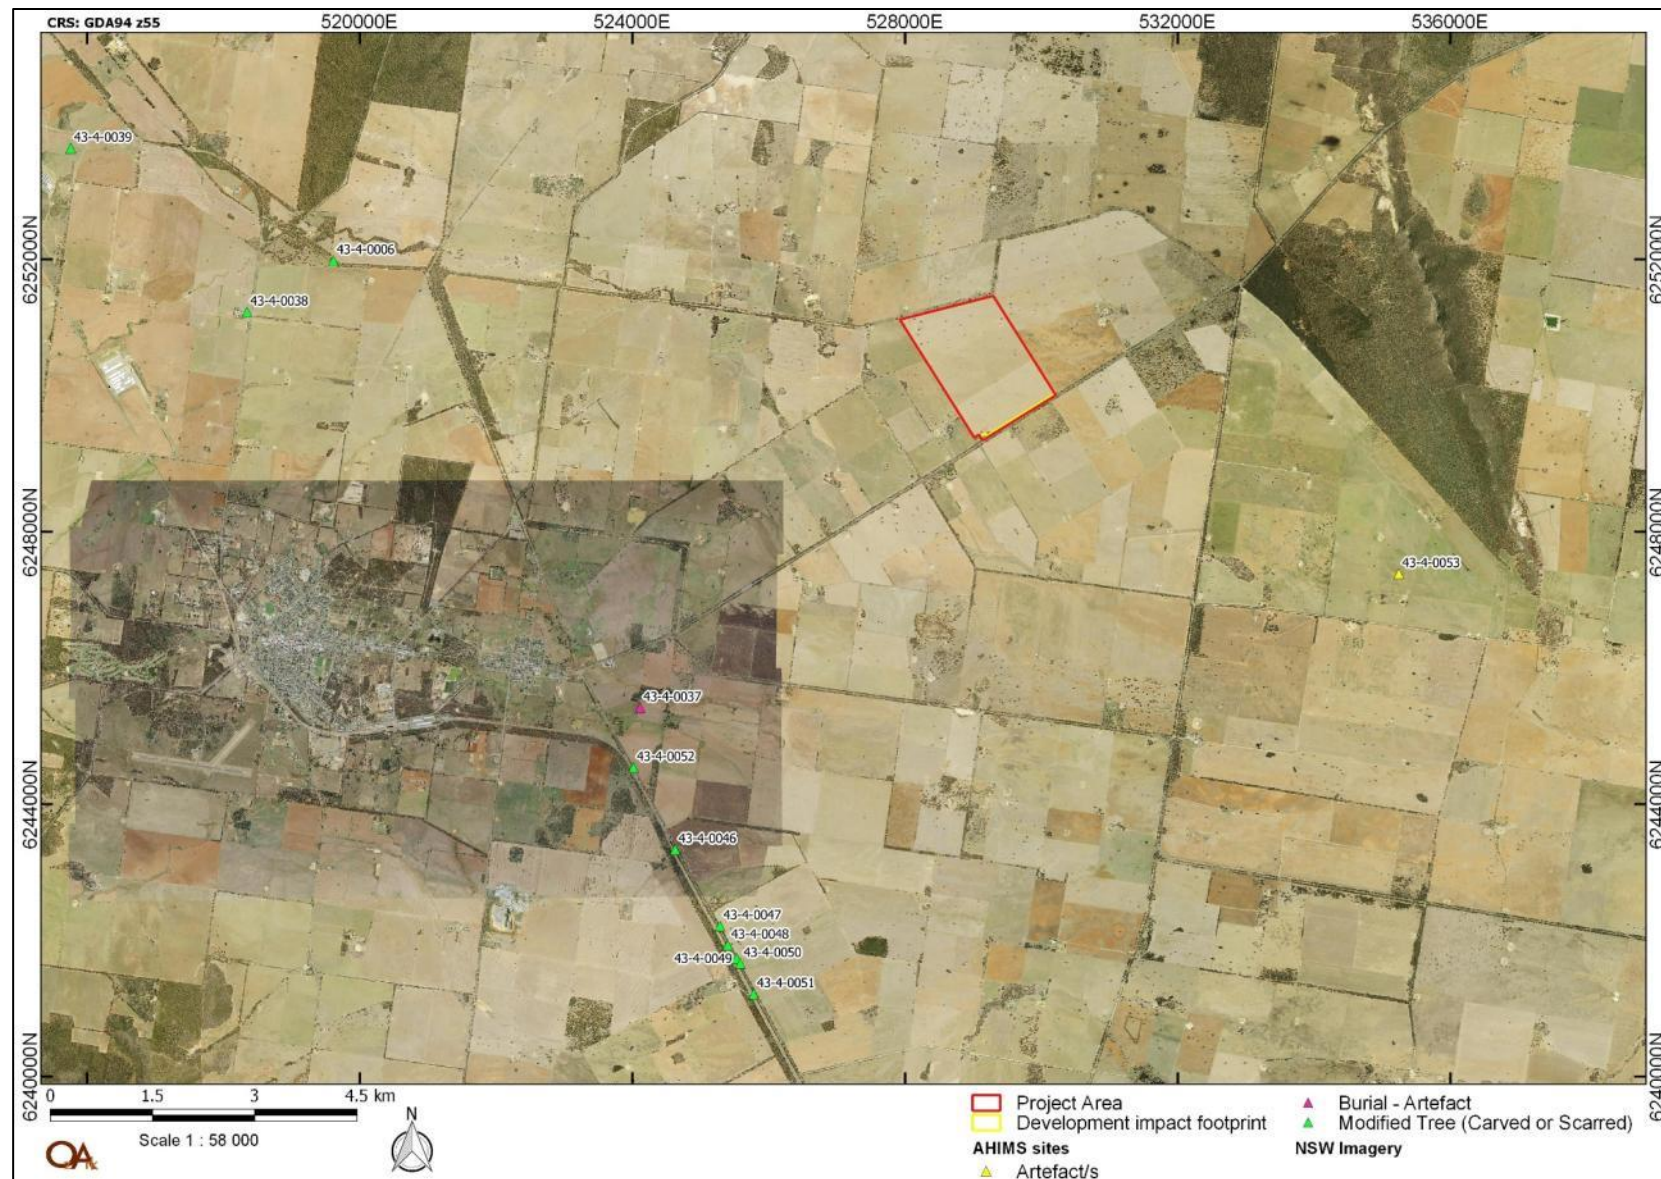 CRS: GDA94 z55
520000E
524000E
528000E
532000E
536000E
43-4-0039
43-4-0006
43-4-0038
6252000N
6252000N
6248000N
6248000N
43-4-0053
43-4-0037
43-4-0052
6244000N
6244000N
43-4-0046
43-4-0047
43-4-0048
43-4-0049
43-4-0050
43-4-0051
6240000N
6240000N
0 1.5 3 4.5 km
Scale 1 : 58 000
N
OA
Project Area
Development impact footprint
AHIMS sites
Artefact/s
Burial - Artefact
Modified Tree (Carved or Scarred)
NSW Imagery